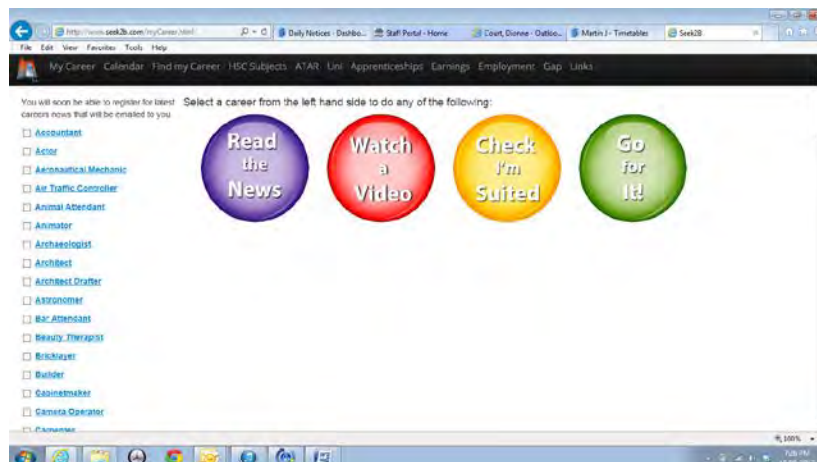 http://www.seek2b.com/myCareer.html
Daily Notices - Dashbo...
Staff Portal - Home
Court, Dionne - Outloo...
Martin J - Timetables
Seek2B
File Edit View Favorites Tools Help
My Career Calendar Find my Career HSC Subjects ATAR Uni Apprenticeships Earnings Employment Gap Links
You will soon be able to register for latest
careers news that will be emailed to you
Select a career from the left hand side to do any of the following:
Read
the
News
Watch
a
Video
Check
I'm
Suited
Go
for
It!
Accountant
Actor
Aeronautical Mechanic
Air Traffic Controller
Animal Attendant
Animator
Archaeologist
Architect
Architect Drafter
Astronomer
Bar Attendant
Beauty Therapist
Bricklayer
Builder
Cabinetmaker
Camera Operator
Carpenter
100%